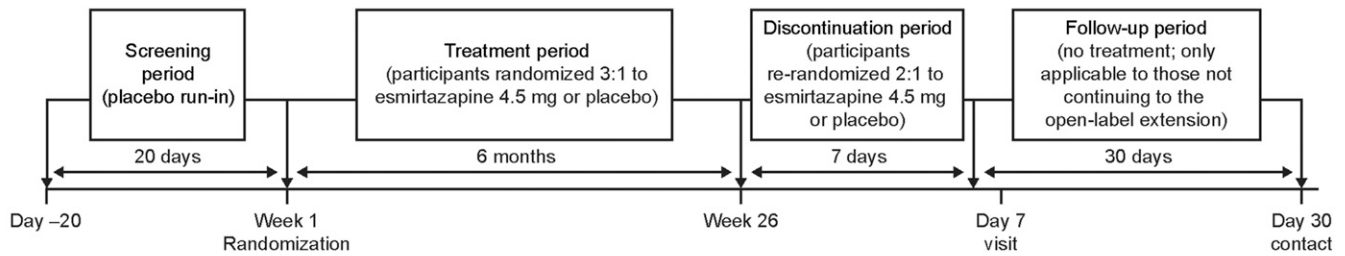 Screening
period
(placebo run-in)
Treatment period
(participants randomized 3:1 to
esmirtazapine 4.5 mg or placebo)
Discontinuation period
(participants
re-randomized 2:1 to
esmirtazapine 4.5 mg
or placebo)
Follow-up period
(no treatment; only
applicable to those not
continuing to the
open-label extension)
20 days
6 months
7 days
30 days
Day –20
Week 1
Randomization
Week 26
Day 7
visit
Day 30
contact